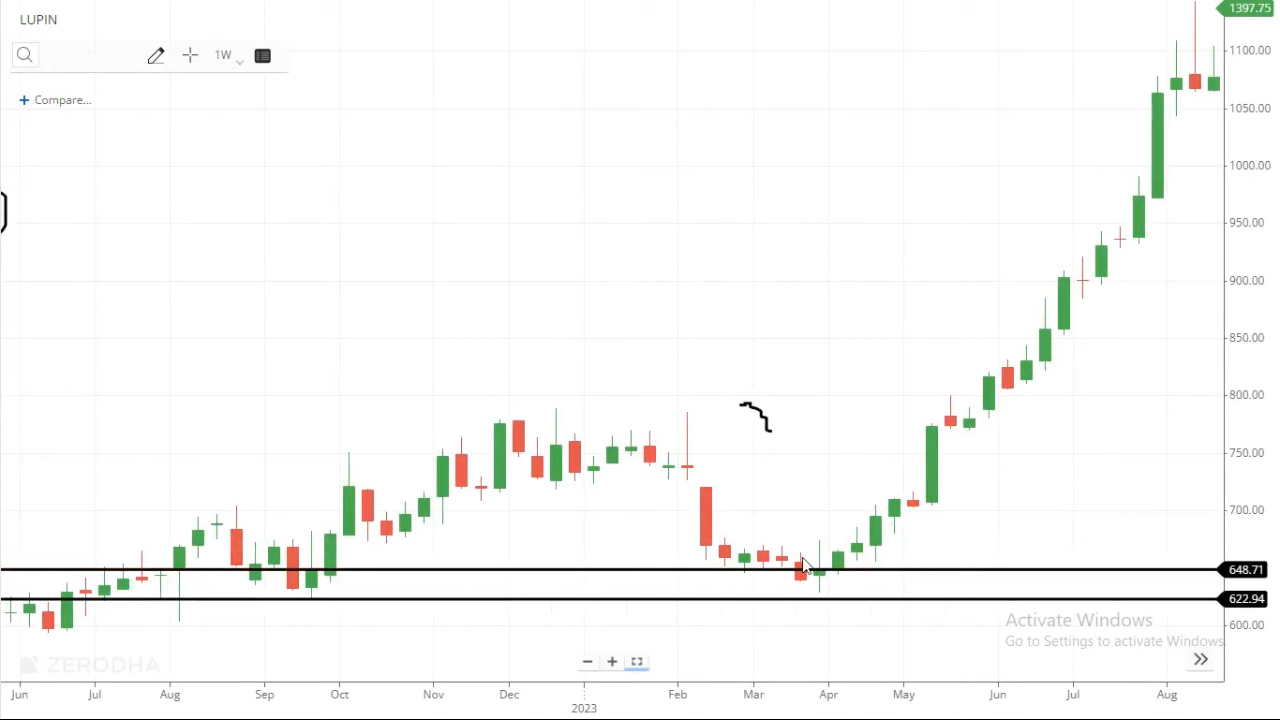 LUPIN
1W
+ Compare...
1397.75
1100.00
1050.00
1000.00
950.00
900.00
850.00
800.00
750.00
700.00
648.71
622.94
600.00
Activate Windows
Go to Settings to activate Windows
ZERODHA
Jun Jul Aug Sep Oct Nov Dec 2023 Feb Mar Apr May Jun Jul Aug